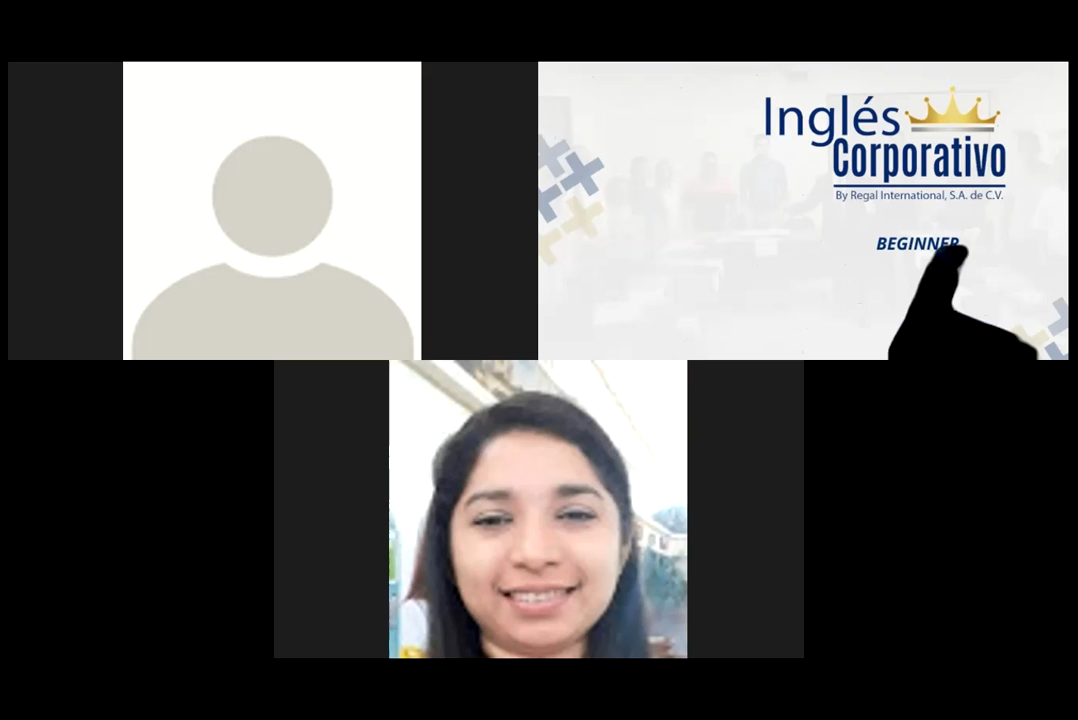 Inglés
Corporativo
By Regal International, S.A. de C.V.
BEGINNER